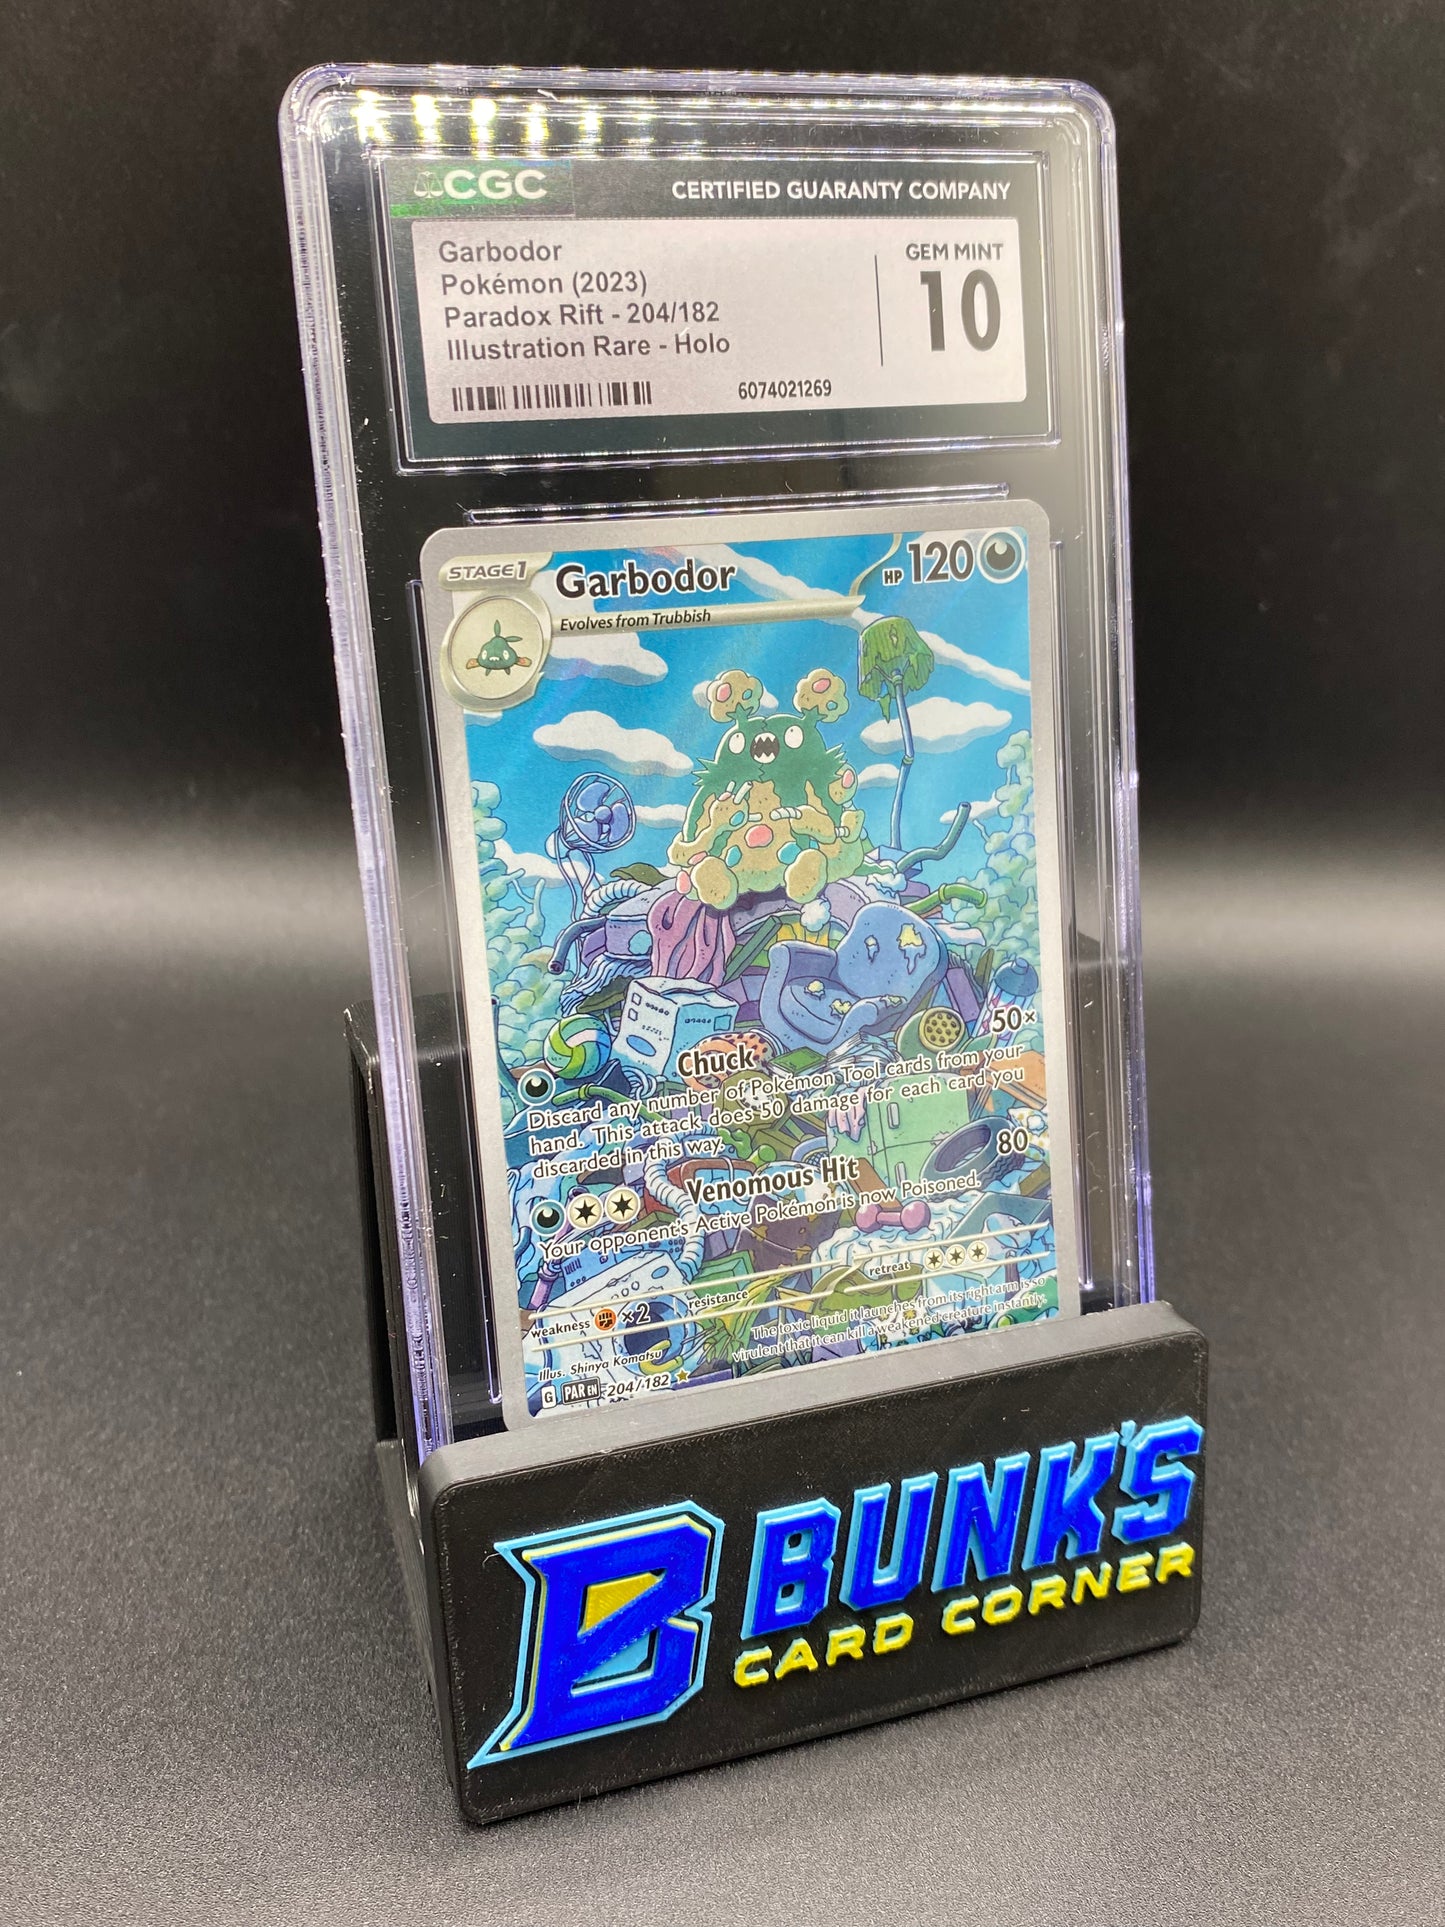 CGC
CERTIFIED GUARANTY COMPANY
Garbodor
Pokémon (2023)
Paradox Rift - 204/182
Illustration Rare - Holo
GEM MINT
10
6074021269
STAGE 1
Garbodor
HP 120
Evolves from Trubbish
Chuck
50×
Discard any number of Pokémon Tool cards from your
hand. This attack does 50 damage for each card you
discarded in this way.
Venomous Hit
80
Your opponent's Active Pokémon is now Poisoned.
weakness ×2
resistance
retreat
The toxic liquid it launches from its right arm is so
virulent that it can kill a weakened creature instantly.
Illus. Shinya Komatsu
G PAR EN 204/182
B BUNK'S
CARD CORNER